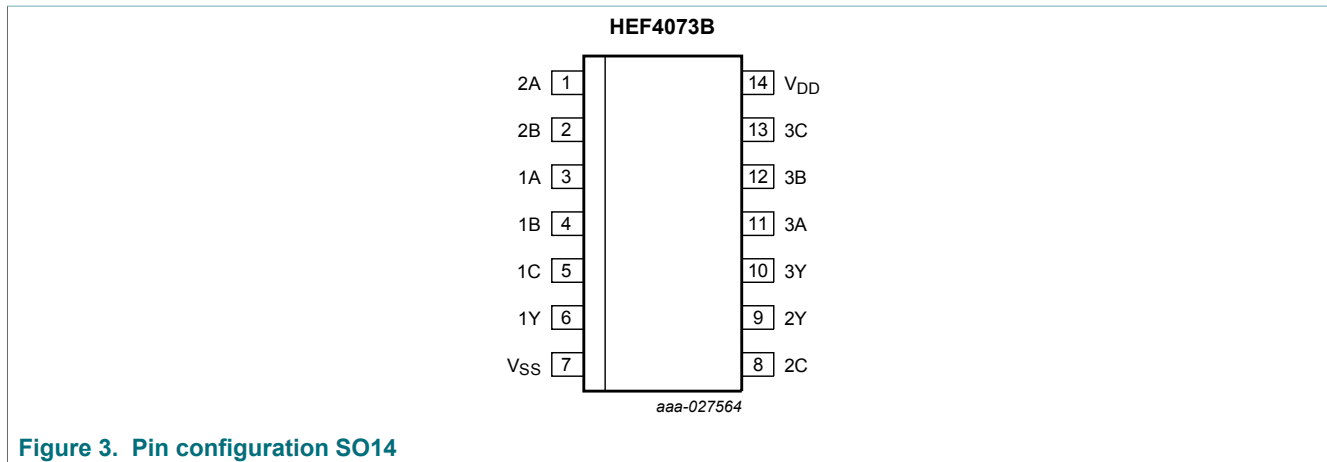 HEF4073B
2A 1 14 VDD
2B 2 13 3C
1A 3 12 3B
1B 4 11 3A
1C 5 10 3Y
1Y 6 9 2Y
VSS 7 8 2C
aaa-027564
Figure 3. Pin configuration SO14